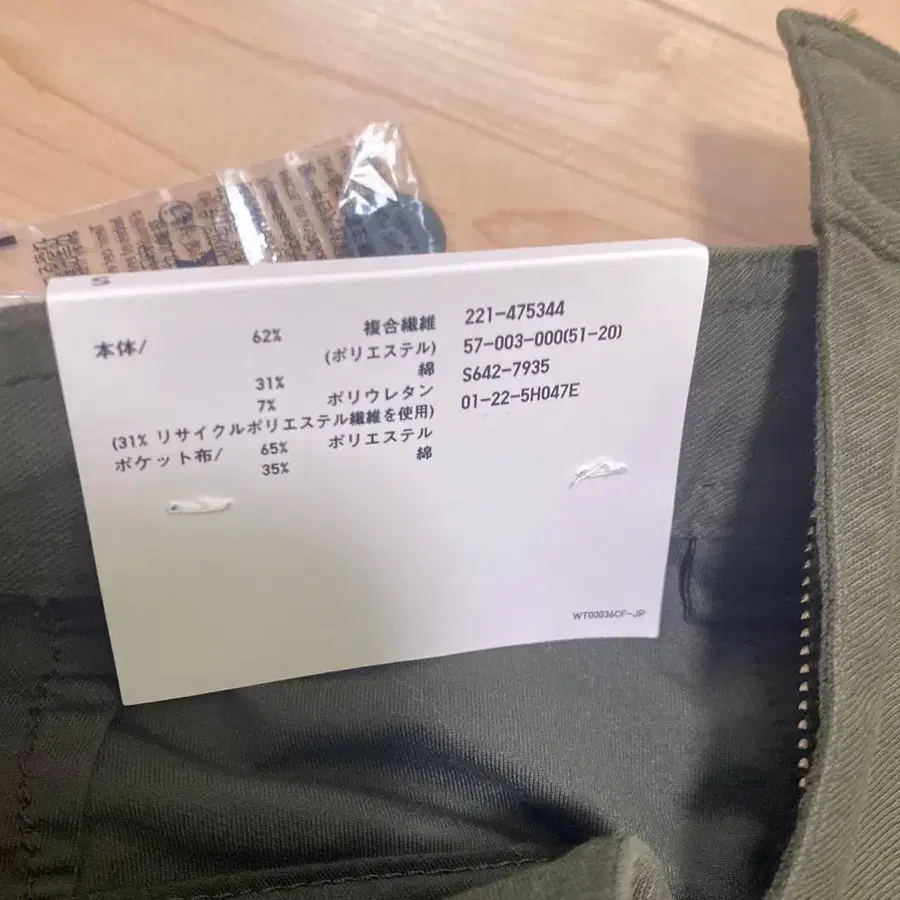 本体/ 62% 複合繊維
(ポリエステル)
31% 綿
7% ポリウレタン
(31% リサイクルポリエステル繊維を使用)
ポケット布/ 65% ポリエステル
35% 綿
221-475344
57-003-000(51-20)
S642-7935
01-22-5H047E
WT00036CF-JP